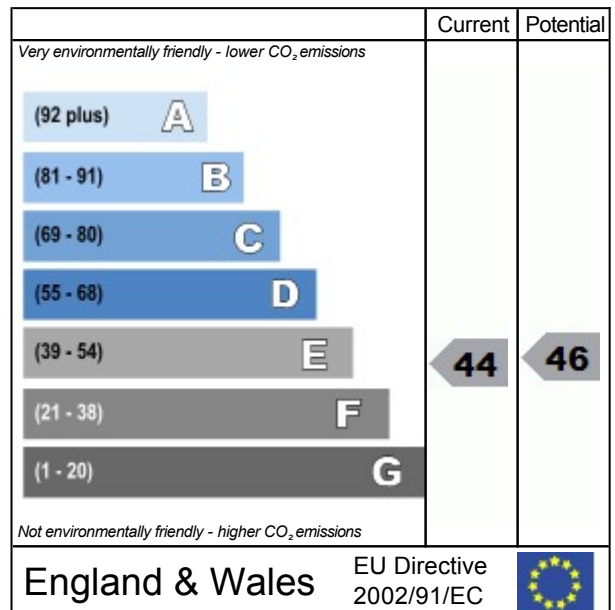 Current Potential
Very environmentally friendly - lower CO₂ emissions
(92 plus) A
(81 - 91) B
(69 - 80) C
(55 - 68) D
(39 - 54) E 44 46
(21 - 38) F
(1 - 20) G
Not environmentally friendly - higher CO₂ emissions
England & Wales
EU Directive
2002/91/EC